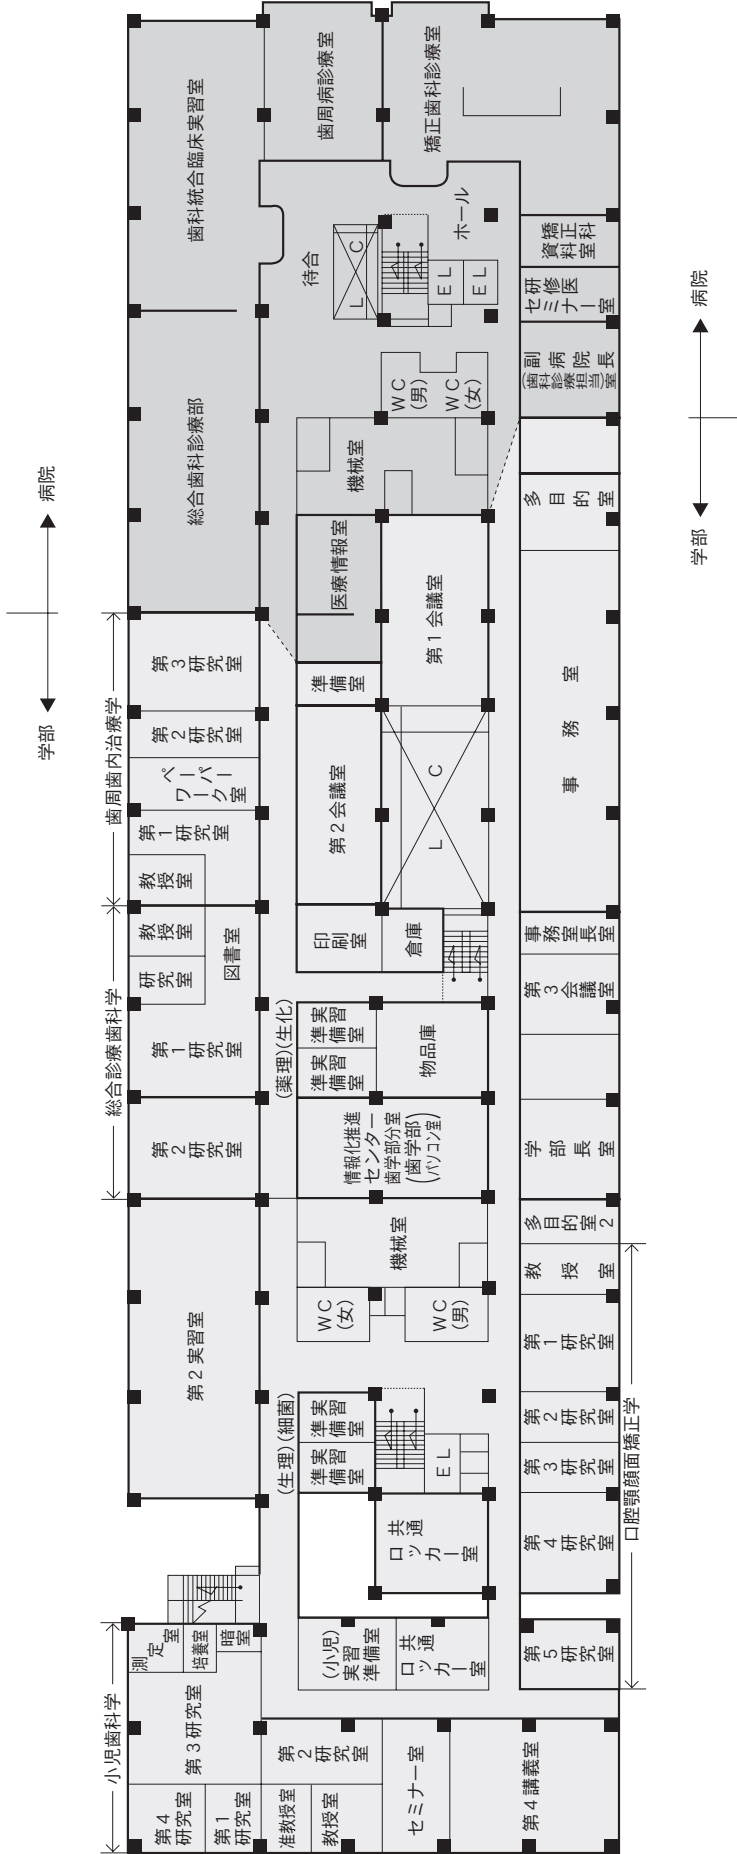 病院
学部
病院
学部
歯科統合臨床実習室
歯周病診療室
矯正歯科診療室
待合
L C
ホール
EL
EL
矯正科
資料室
研修医
セミナー室
副病院長
(歯科診療担当)室
総合歯科診療部
WC
(男)
WC
(女)
機械室
医療情報室
第1会議室
多目的室
準備室
第2会議室
L C
事務室
歯周歯内治療学
第3研究室
第2研究室
ペーパー
ワーク室
第1研究室
教授室
総合診療歯科学
教授室
研究室
図書室
第1研究室
第2研究室
印刷室
倉庫
事務室長室
第3会議室
(薬理)(生化)
実習
準備室
実習
準備室
物品庫
情報化推進
センター
歯学部分室
(歯学部
パソコン室)
学部長室
機械室
多目的室2
第2実習室
WC
(女)
WC
(男)
口腔顎顔面矯正学
教授室
第1研究室
第2研究室
第3研究室
第4研究室
第5研究室
(生理)(細菌)
実習
準備室
実習
準備室
EL
共通
ロッカー室
(小児)
実習
準備室
共通
ロッカー室
小児歯科学
測定室
培養室
暗室
第3研究室
第4
研究室
第1
研究室
第2研究室
准教授室
教授室
セミナー室
第4講義室